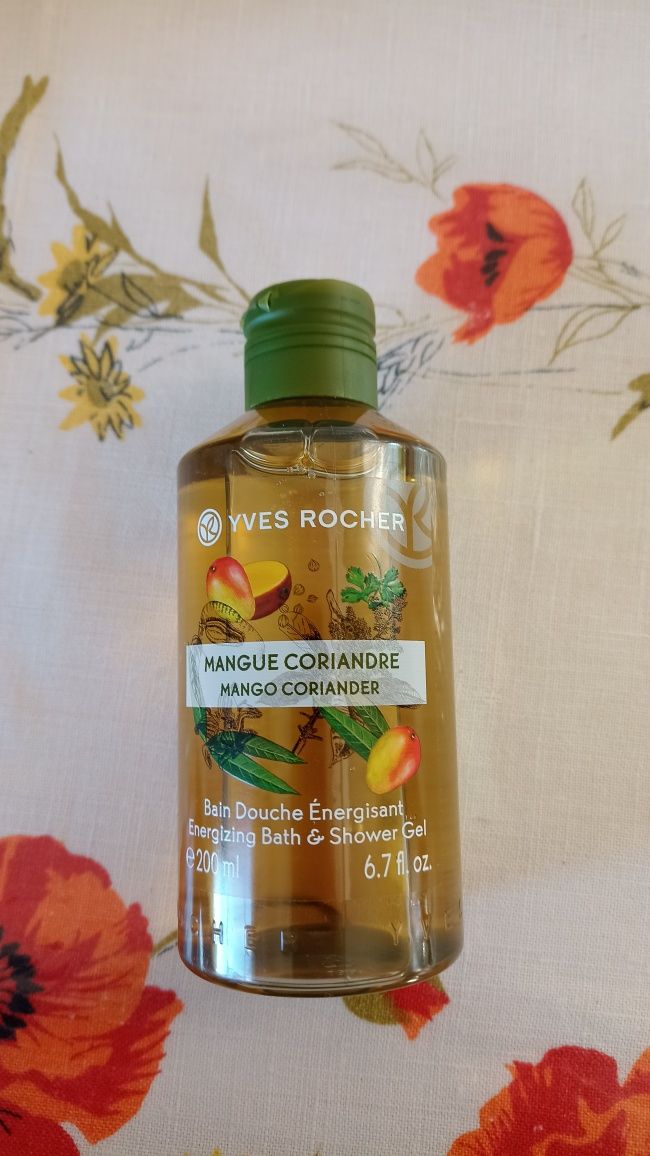 YVES ROCHER
MANGUE CORIANDRE
MANGO CORIANDER
Bain Douche Énergisant
Energizing Bath & Shower Gel
℮ 200 ml 6.7 fl. oz.
YVE